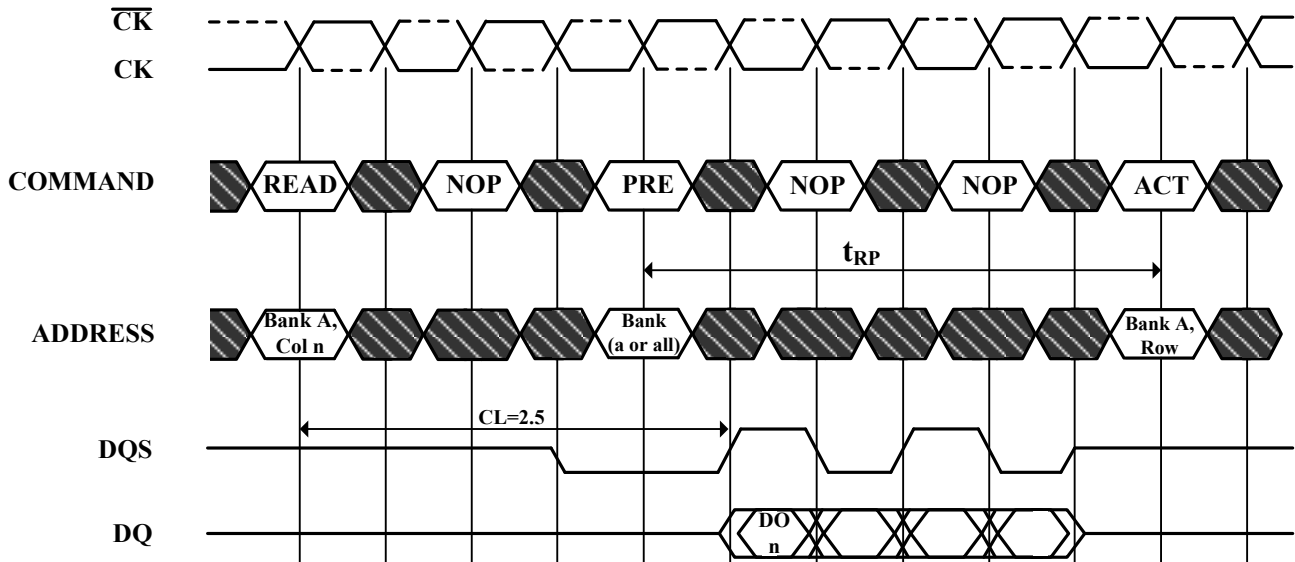 CK
CK
COMMAND
READ
NOP
PRE
NOP
NOP
ACT
tRP
ADDRESS
Bank A,
Col n
Bank
(a or all)
Bank A,
Row
CL=2.5
DQS
DQ
DO
n